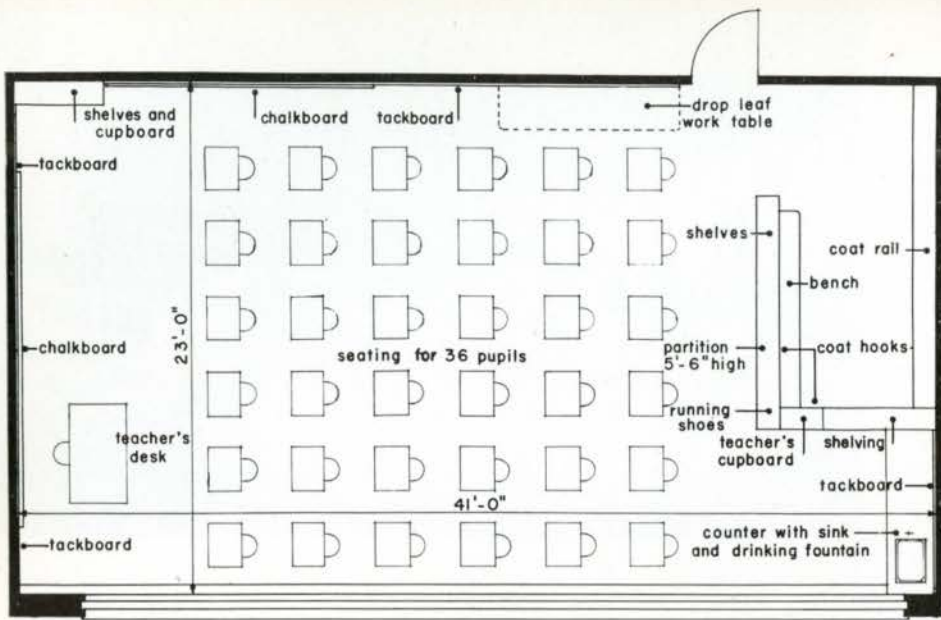 shelves and
cupboard
chalkboard
tackboard
drop leaf
work table
tackboard
shelves
coat rail
bench
23'-0"
chalkboard
seating for 36 pupils
partition
5'-6" high
coat hooks
running
shoes
teacher's
desk
teacher's
cupboard
shelving
tackboard
41'-0"
counter with sink
and drinking fountain
tackboard